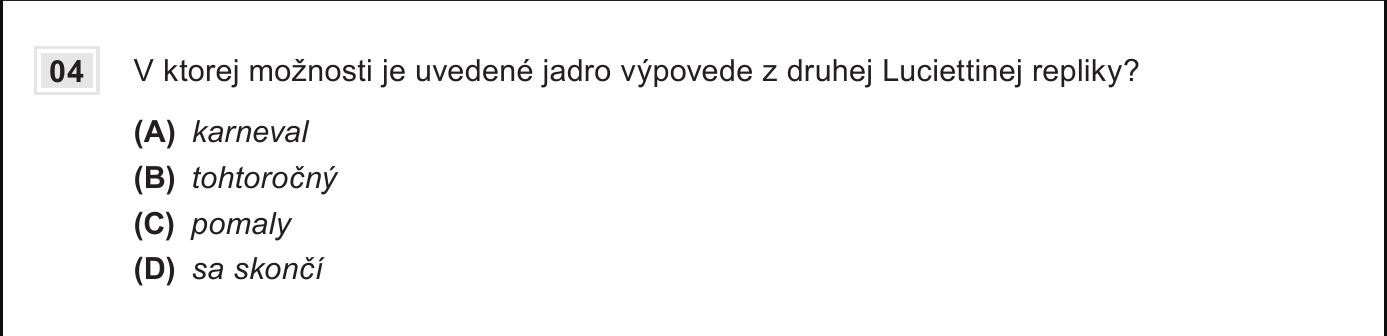 04 V ktorej možnosti je uvedené jadro výpovede z druhej Luciettinej repliky?
(A) karneval
(B) tohtoročný
(C) pomaly
(D) sa skončí